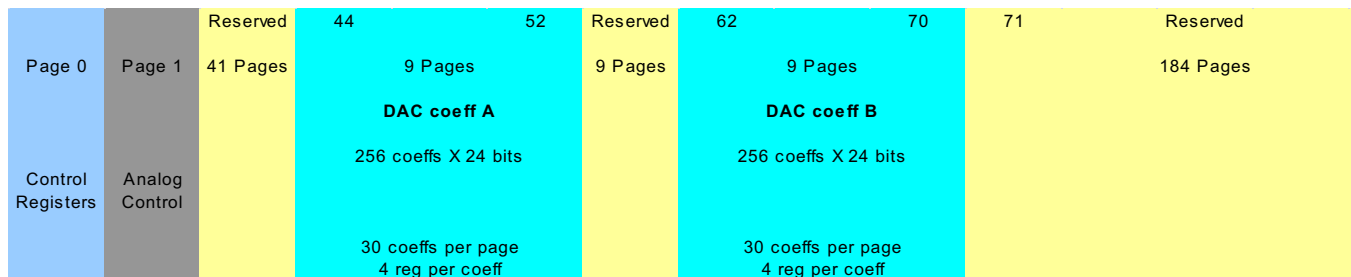 Reserved 44 52 Reserved 62 70 71 Reserved
Page 0 Page 1 41 Pages 9 Pages 9 Pages 9 Pages 184 Pages
DAC coeff A DAC coeff B
256 coeffs X 24 bits 256 coeffs X 24 bits
Control Analog
Registers Control
30 coeffs per page 30 coeffs per page
4 reg per coeff 4 reg per coeff